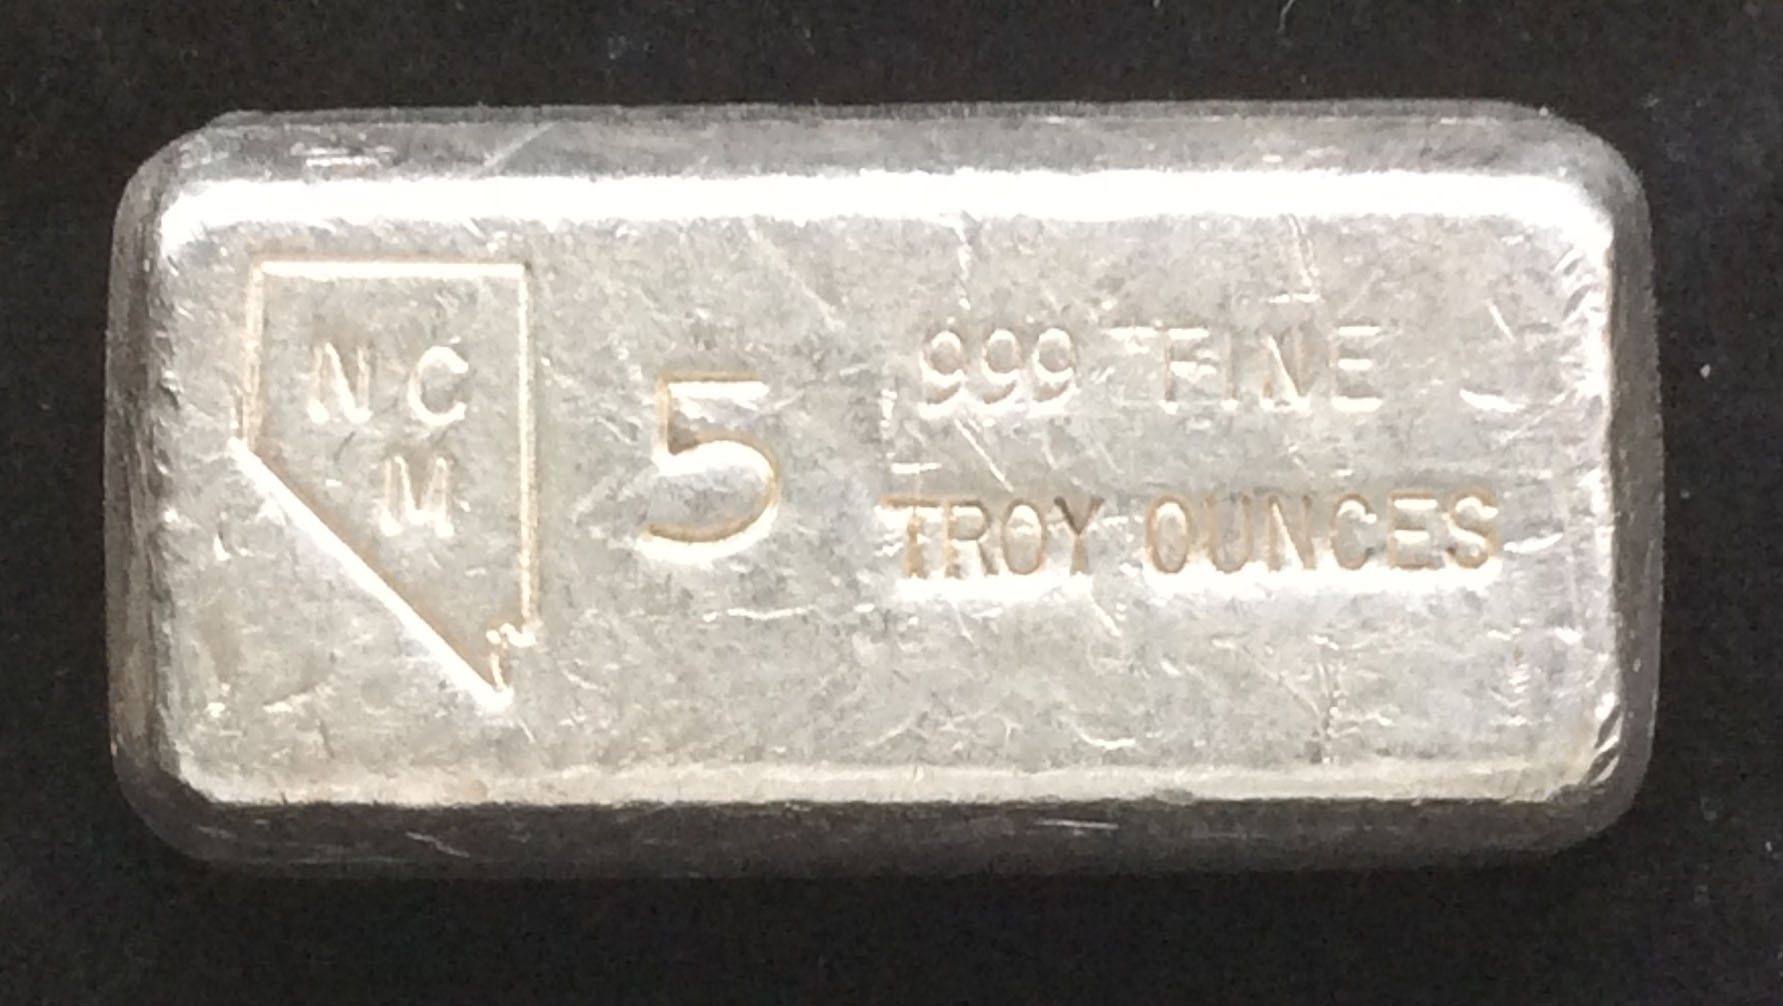 N C
M
5
.999 FINE
TROY OUNCES